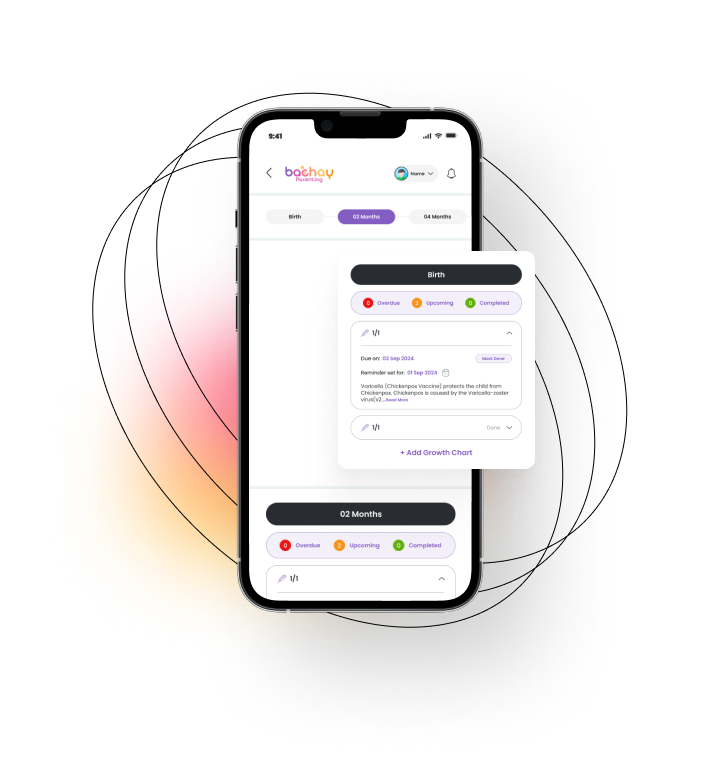 9:41
bachay
Parenting
Name
Birth 02 Months 04 Months
Birth
0 Overdue 2 Upcoming 0 Completed
1/1
Due on: 03 Sep 2024 Mark Done
Reminder set for: 01 Sep 2024
Varicella (Chickenpox Vaccine) protects the child from
Chickenpox. Chickenpox is caused by the Varicella-zoster
virus(VZ...Read More
1/1 Done
+ Add Growth Chart
02 Months
0 Overdue 2 Upcoming 0 Completed
1/1